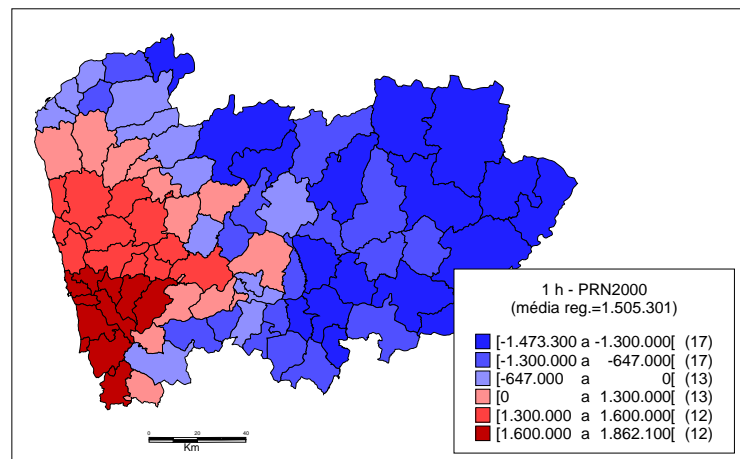 1 h - PRN2000
(média reg.=1.505.301)
[-1.473.300 a -1.300.000[ (17)
[-1.300.000 a -647.000[ (17)
[-647.000 a 0[ (13)
[0 a 1.300.000[ (13)
[1.300.000 a 1.600.000[ (12)
[1.600.000 a 1.862.100[ (12)
0 20 40
Km